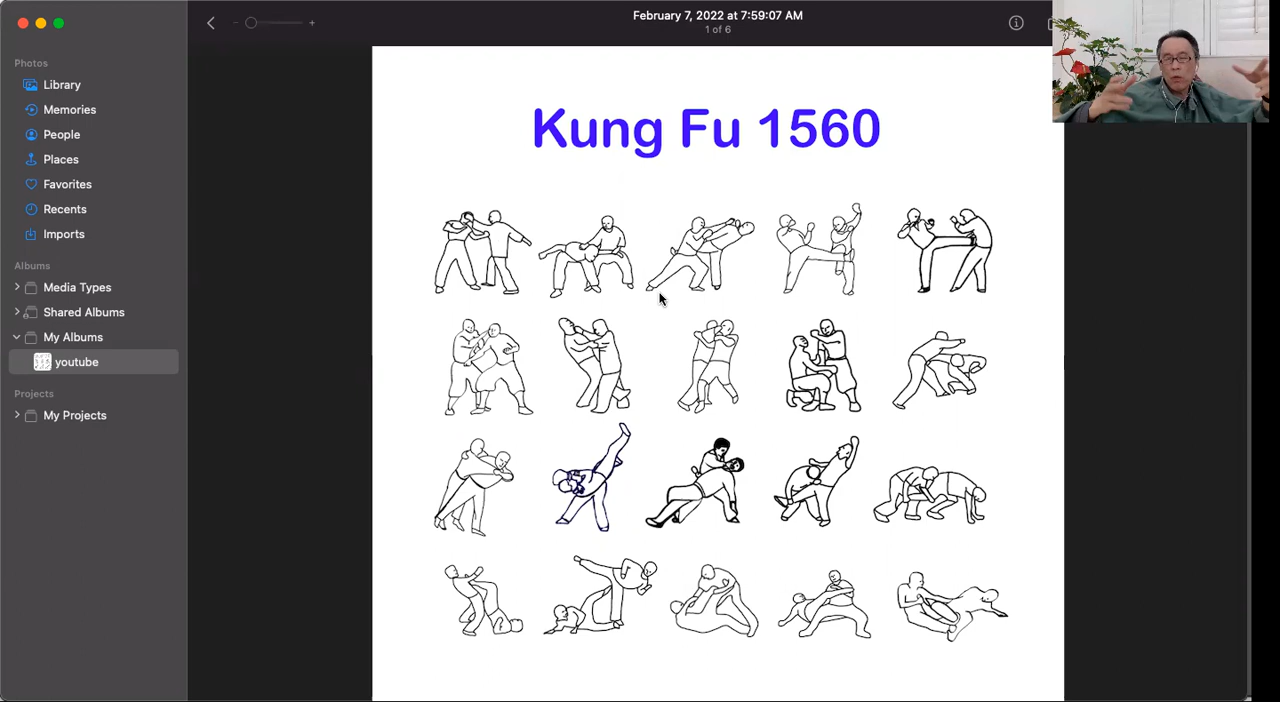 February 7, 2022 at 7:59:07 AM
1 of 6
Photos
Library
Memories
People
Places
Favorites
Recents
Imports
Albums
Media Types
Shared Albums
My Albums
youtube
Projects
My Projects
Kung Fu 1560